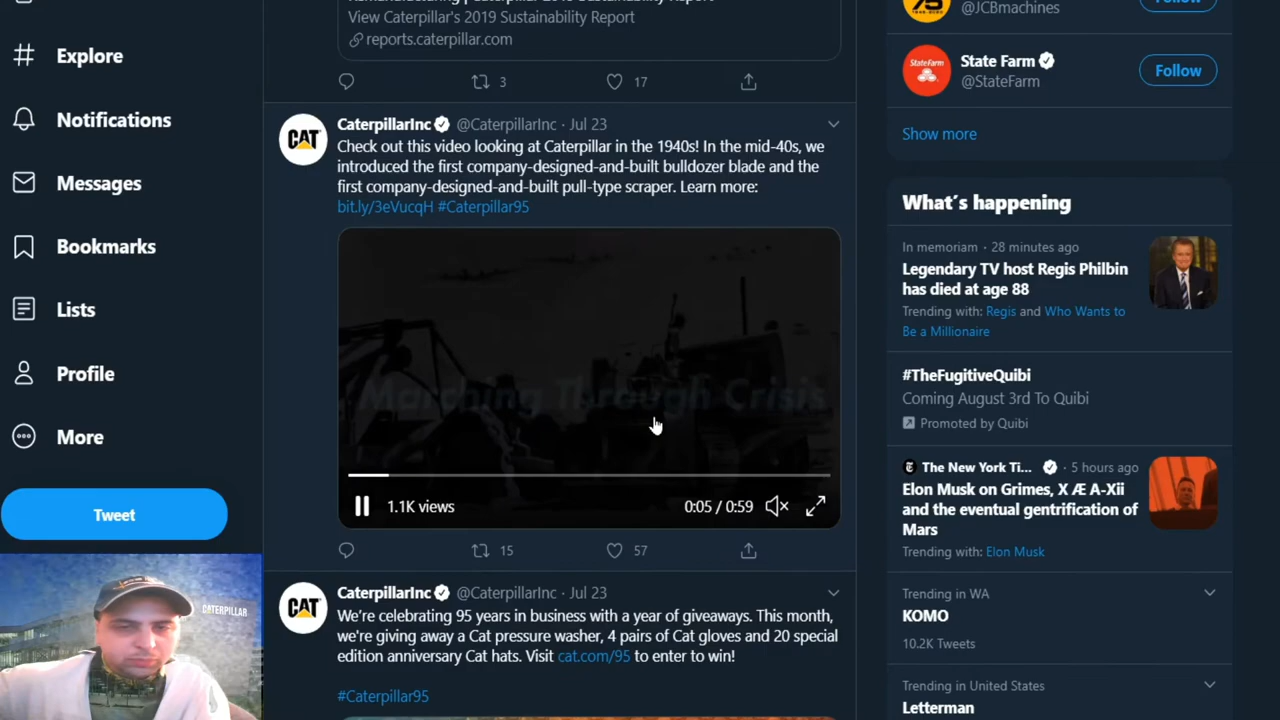 View Caterpillar's 2019 Sustainability Report
@JCBmachines
reports.caterpillar.com
State Farm
@StateFarm
Follow
StateFarm
Explore
3
17
Show more
Notifications
CAT
CaterpillarInc @CaterpillarInc · Jul 23
Check out this video looking at Caterpillar in the 1940s! In the mid-40s, we
introduced the first company-designed-and-built bulldozer blade and the
first company-designed-and-built pull-type scraper. Learn more:
bit.ly/3eVucqH #Caterpillar95
Messages
Bookmarks
Lists
Profile
More
Tweet
Marching Through Crisis
1.1K views
0:05 / 0:59
15
57
CAT
CaterpillarInc @CaterpillarInc · Jul 23
We're celebrating 95 years in business with a year of giveaways. This month,
we're giving away a Cat pressure washer, 4 pairs of Cat gloves and 20 special
edition anniversary Cat hats. Visit cat.com/95 to enter to win!
#Caterpillar95
CATERPILLAR
What's happening
In memoriam · 28 minutes ago
Legendary TV host Regis Philbin
has died at age 88
Trending with: Regis and Who Wants to
Be a Millionaire
#TheFugitiveQuibi
Coming August 3rd To Quibi
Promoted by Quibi
The New York Ti... · 5 hours ago
Elon Musk on Grimes, X Æ A-Xii
and the eventual gentrification of
Mars
Trending with: Elon Musk
Trending in WA
KOMO
10.2K Tweets
Trending in United States
Letterman